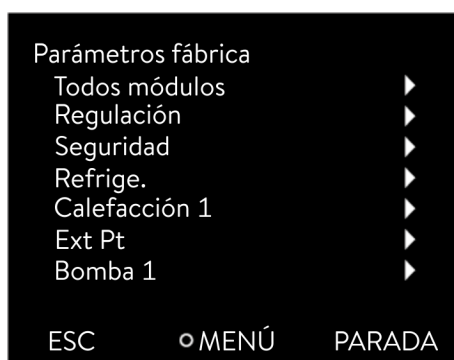 Parámetros fábrica
Todos módulos
Regulación
Seguridad
Refrige.
Calefacción 1
Ext Pt
Bomba 1
ESC MENÚ PARADA